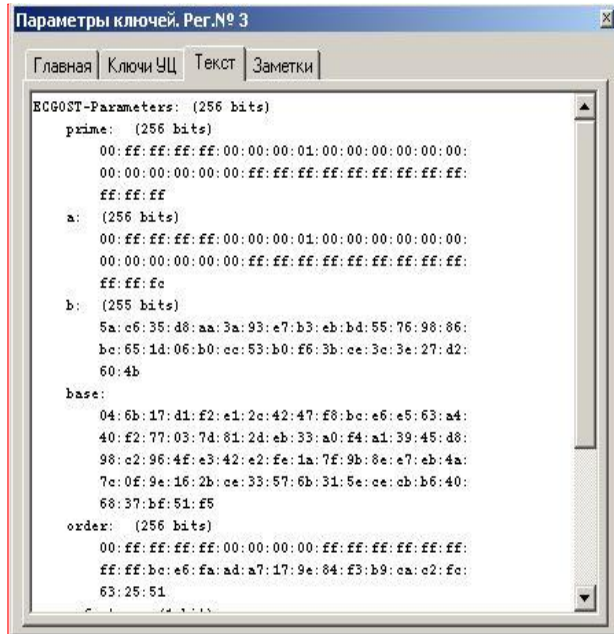 Параметры ключей. Рег.№ 3
Главная Ключи УЦ Текст Заметки
ECGOST-Parameters: (256 bits)
prime: (256 bits)
00:ff:ff:ff:ff:00:00:00:01:00:00:00:00:00:00:
00:00:00:00:00:00:ff:ff:ff:ff:ff:ff:ff:ff:ff:
ff:ff:ff
a: (256 bits)
00:ff:ff:ff:ff:00:00:00:01:00:00:00:00:00:00:
00:00:00:00:00:00:ff:ff:ff:ff:ff:ff:ff:ff:ff:
ff:ff:fc
b: (255 bits)
5a:c6:35:d8:aa:3a:93:e7:b3:eb:bd:55:76:98:86:
bc:65:1d:06:b0:cc:53:b0:f6:3b:ce:3c:3e:27:d2:
60:4b
base:
04:6b:17:d1:f2:e1:2c:42:47:f8:bc:e6:e5:63:a4:
40:f2:77:03:7d:81:2d:eb:33:a0:f4:a1:39:45:d8:
98:c2:96:4f:e3:42:e2:fe:1a:7f:9b:8e:e7:eb:4a:
7c:0f:9e:16:2b:ce:33:57:6b:31:5e:ce:cb:b6:40:
68:37:bf:51:f5
order: (256 bits)
00:ff:ff:ff:ff:00:00:00:00:ff:ff:ff:ff:ff:ff:
ff:ff:bc:e6:fa:ad:a7:17:9e:84:f3:b9:ca:c2:fc:
63:25:51